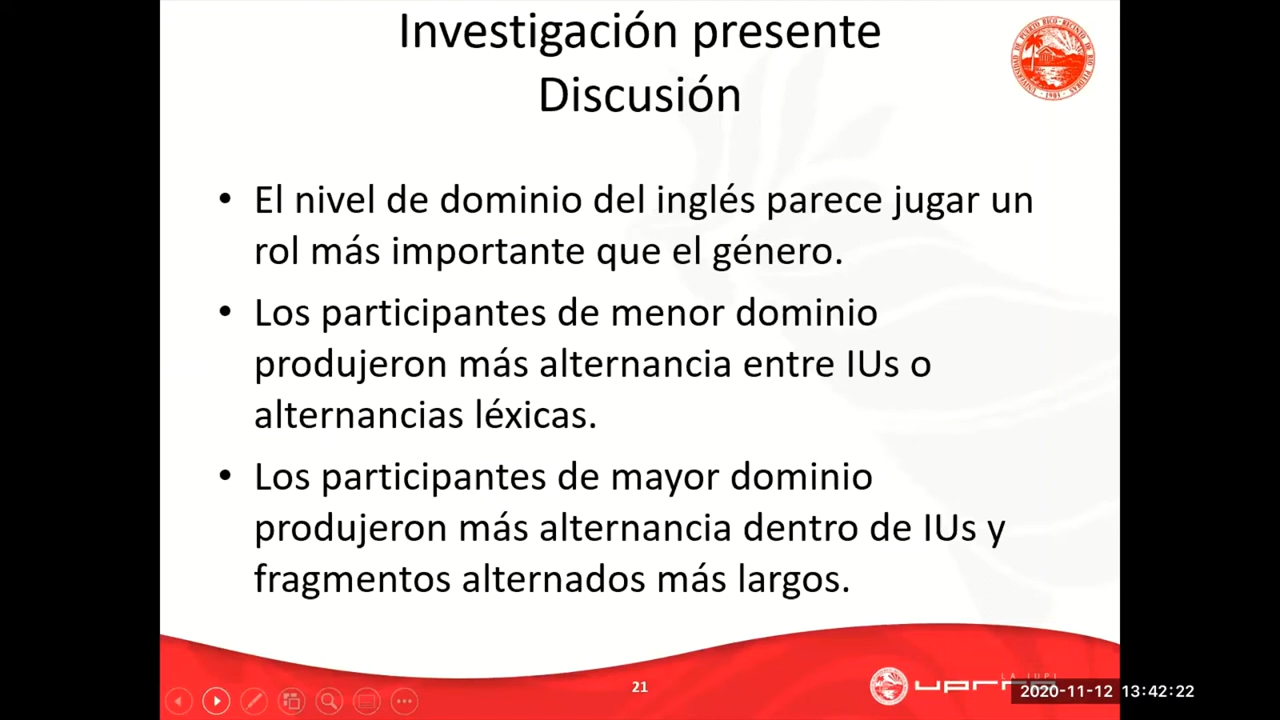 Investigación presente
Discusión
• El nivel de dominio del inglés parece jugar un
rol más importante que el género.
• Los participantes de menor dominio
produjeron más alternancia entre IUs o
alternancias léxicas.
• Los participantes de mayor dominio
produjeron más alternancia dentro de IUs y
fragmentos alternados más largos.
21
LA IUPI
2020-11-12 13:42:22